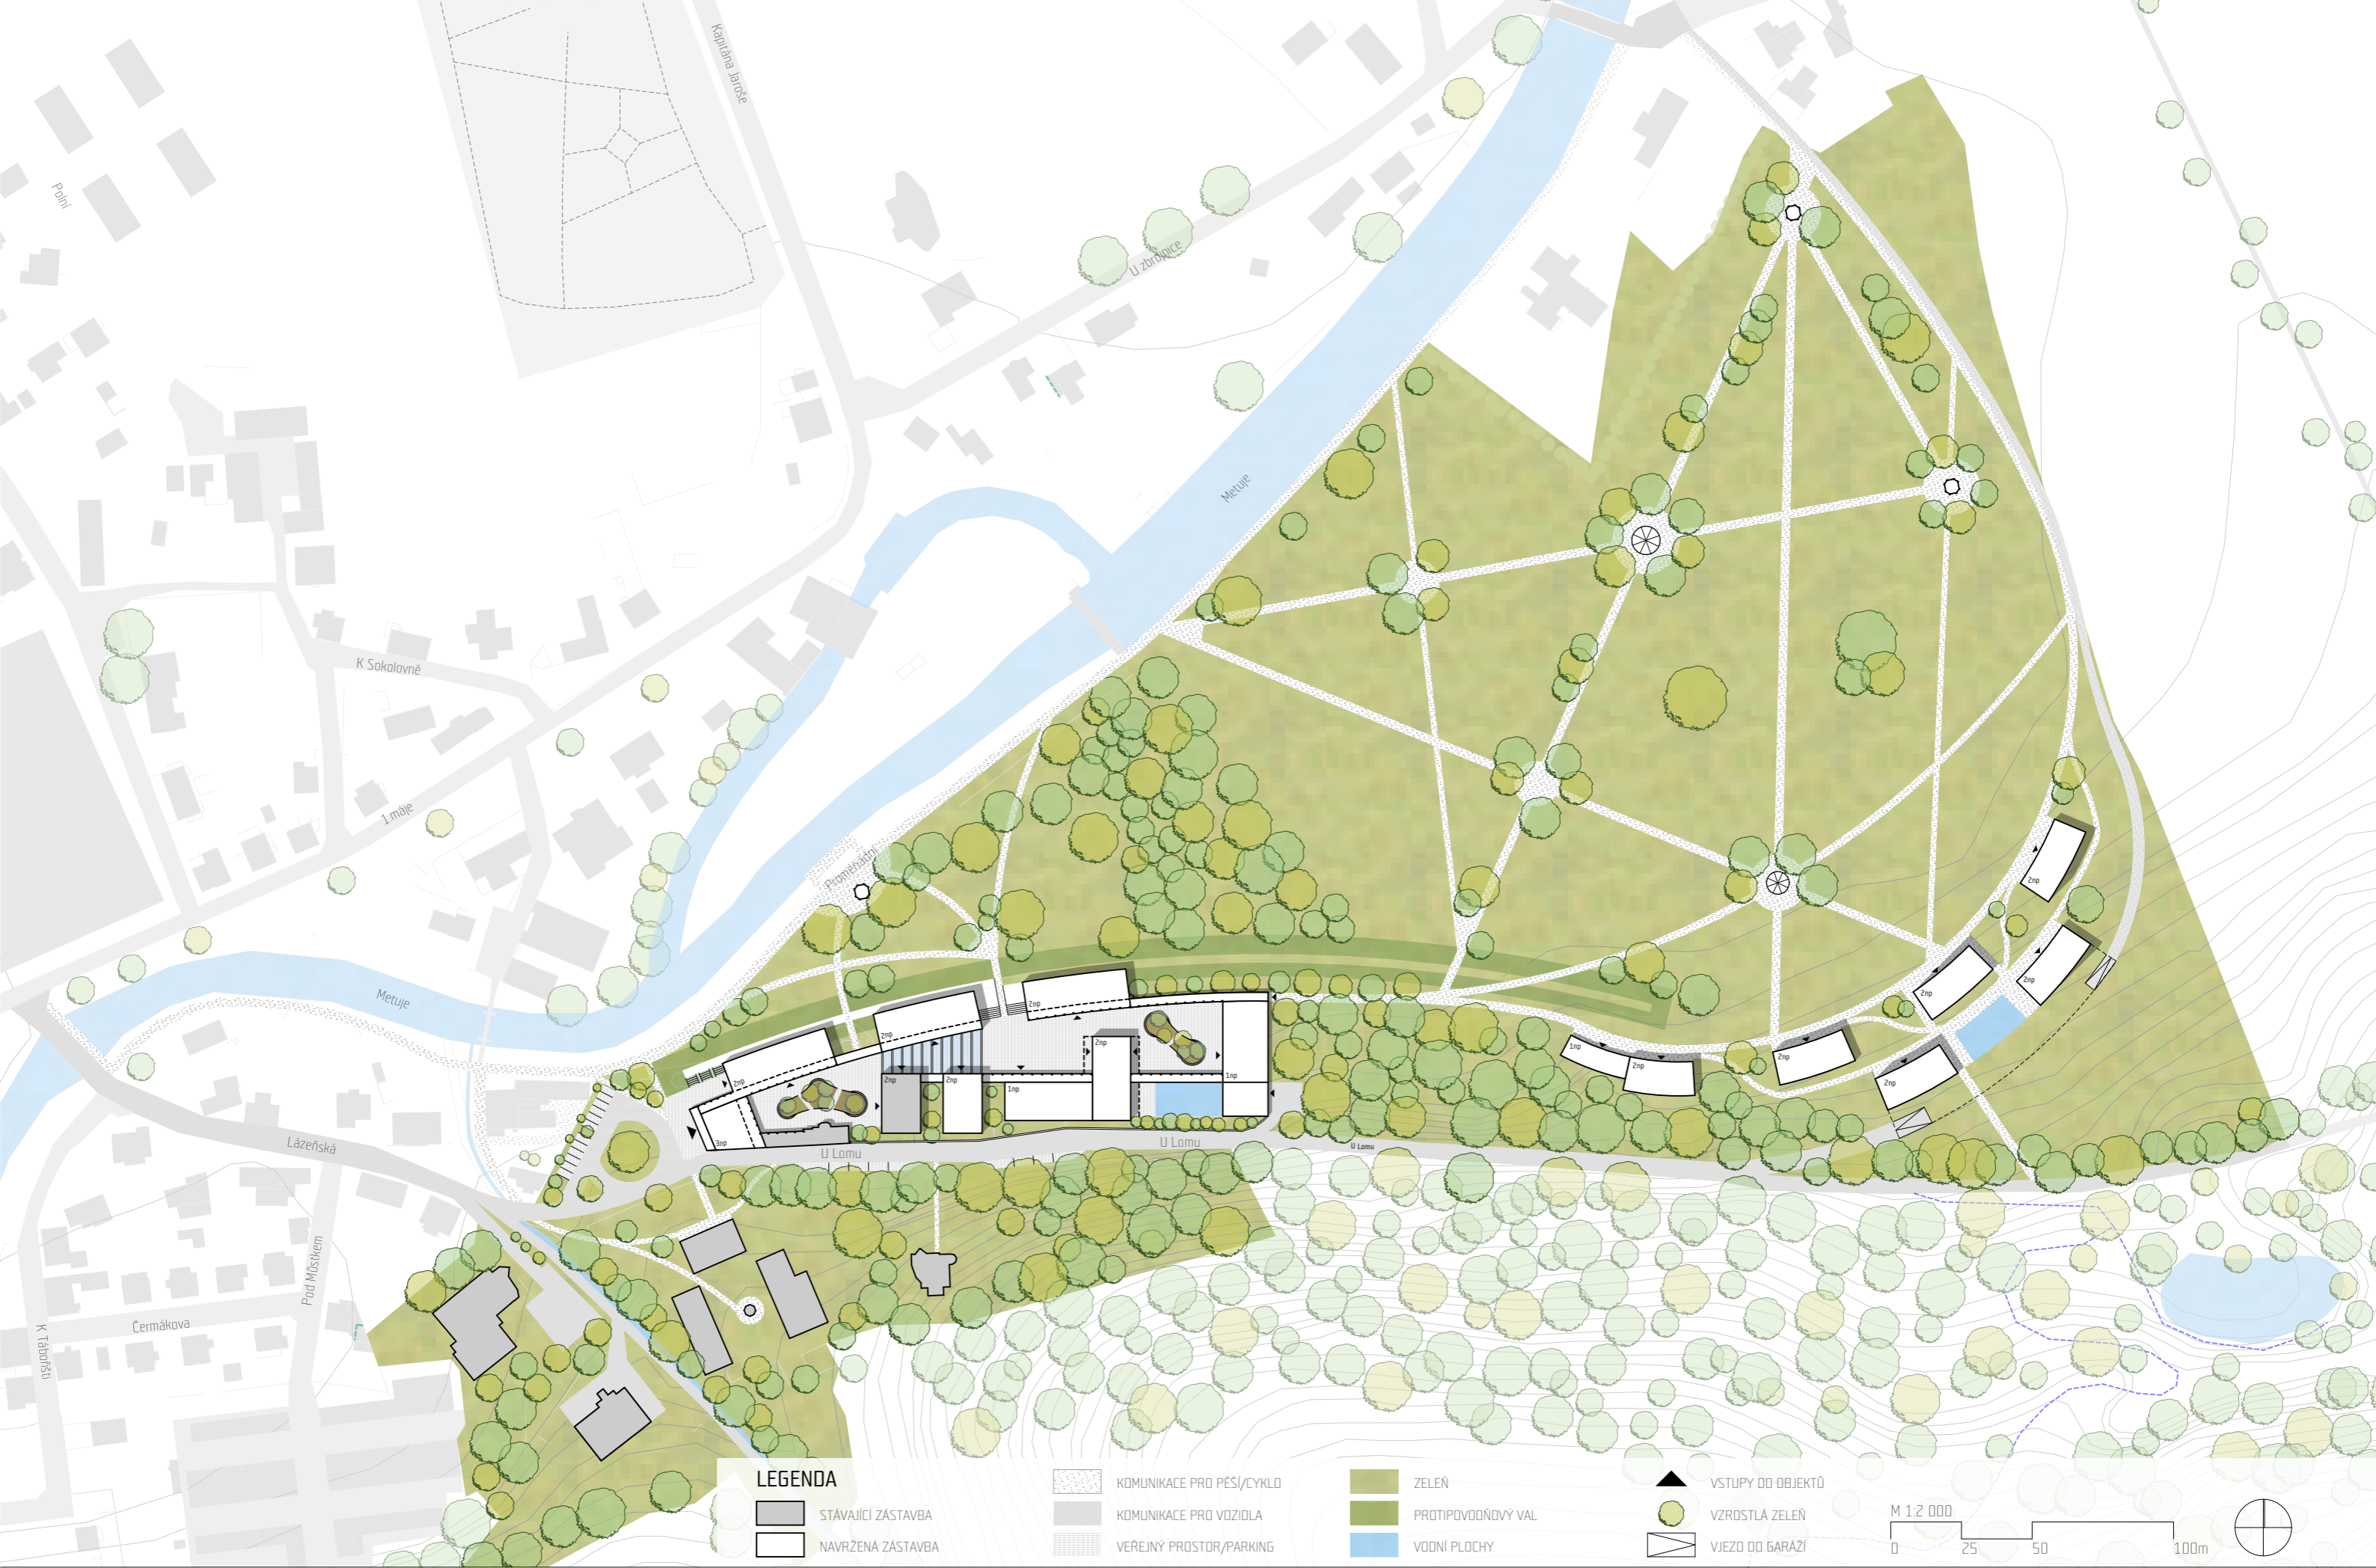 Kapitána Jaroše
Polní
U zbrojnice
Metuje
K Sokolovně
1 máje
Promenádní
Metuje
2np
2np
2np
2np
2np
1np
2np
2np
2np
2np
2np
2np
2np
1np
1np
3np
U Lomu
U Lomu
U Lomu
Lázeňská
Pod Můstkem
Čermákova
K Tábořišti
LEGENDA
STÁVAJÍCÍ ZÁSTAVBA
NAVRŽENÁ ZÁSTAVBA
KOMUNIKACE PRO PĚŠÍ/CYKLO
KOMUNIKACE PRO VOZIDLA
VEŘEJNÝ PROSTOR/PARKING
ZELEŇ
PROTIPOVODŇOVÝ VAL
VODNÍ PLOCHY
VSTUPY DO OBJEKTŮ
VZROSTLÁ ZELEŇ
VJEZD DO GARÁŽÍ
M 1:2 000
0 25 50 100m